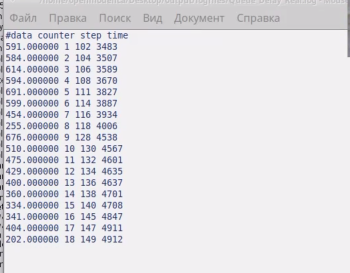 Файл Правка Поиск Вид Документ Справка
#data counter step time
591.000000 1 102 3483
584.000000 2 104 3507
614.000000 3 106 3589
594.000000 4 108 3670
691.000000 5 111 3827
599.000000 6 114 3887
454.000000 7 116 3934
255.000000 8 118 4006
676.000000 9 128 4538
510.000000 10 130 4567
475.000000 11 132 4601
429.000000 12 134 4635
400.000000 13 136 4637
360.000000 14 138 4701
334.000000 15 140 4708
341.000000 16 145 4847
404.000000 17 147 4911
202.000000 18 149 4912